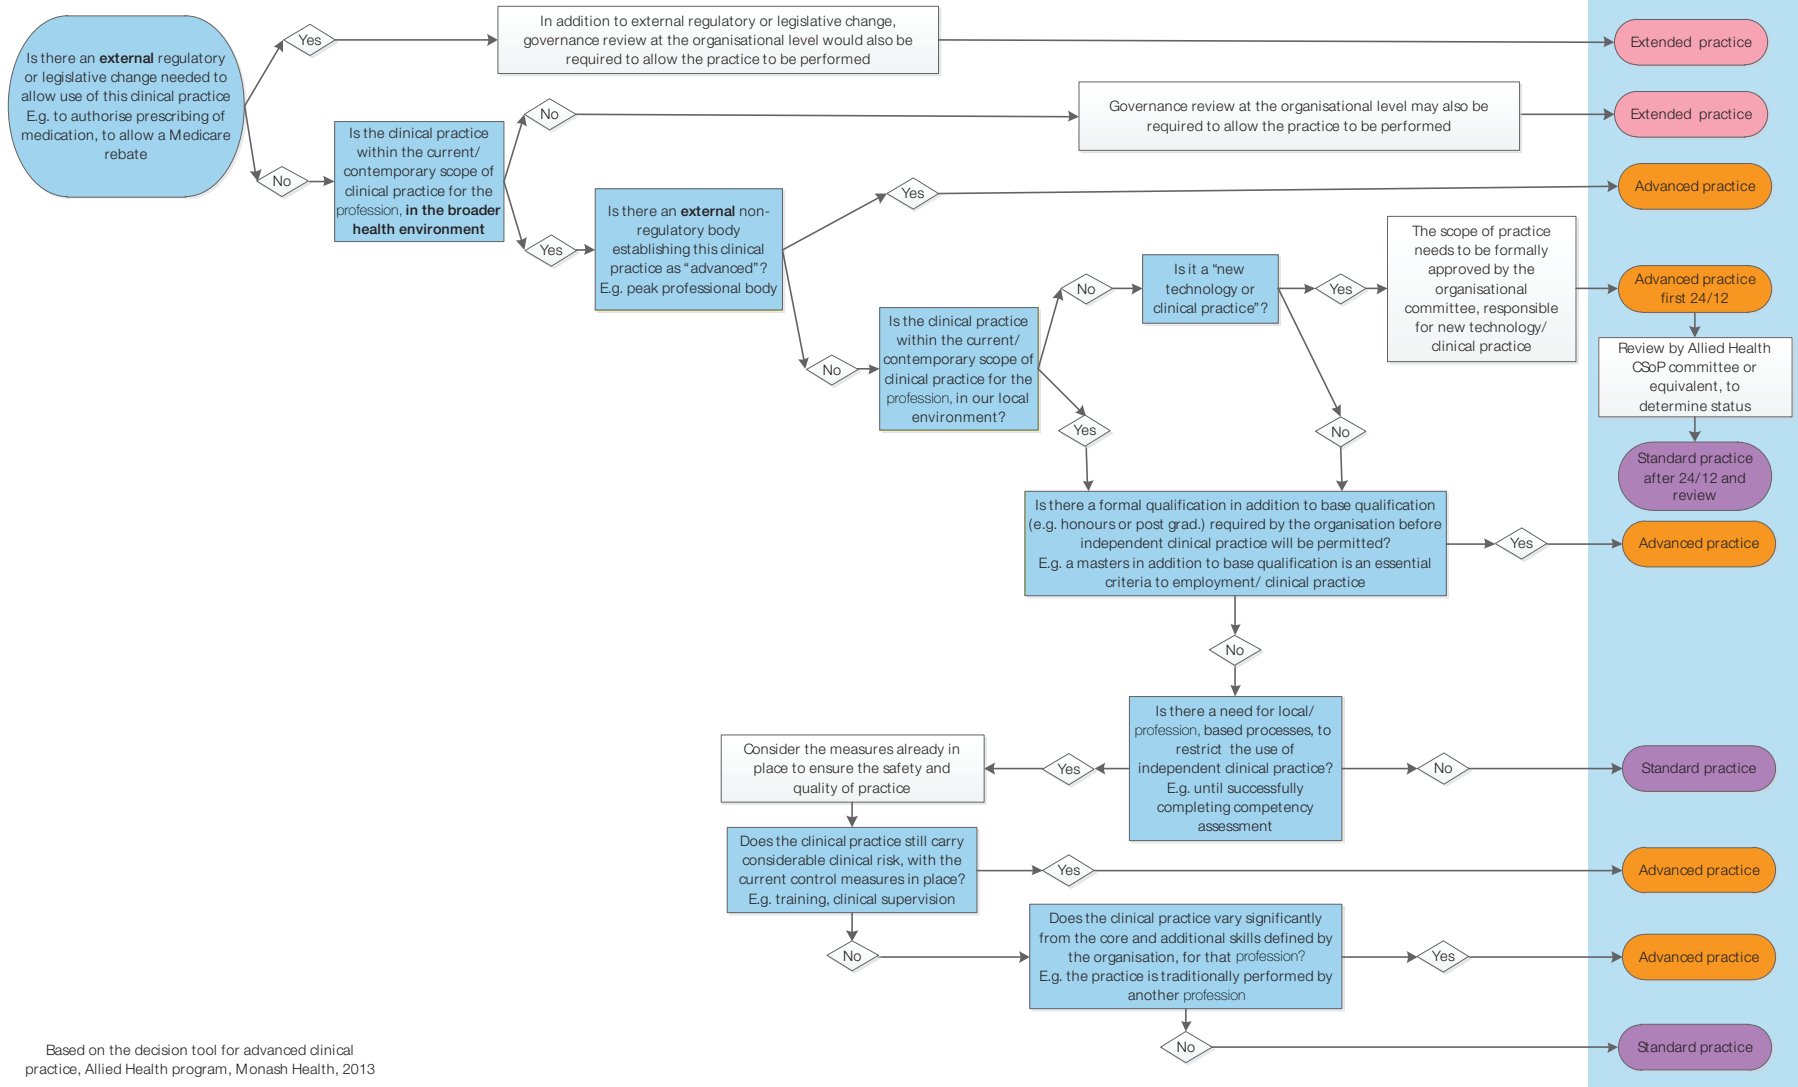 Is there an external regulatory
or legislative change needed to
allow use of this clinical practice
E.g. to authorise prescribing of
medication, to allow a Medicare
rebate
Yes
In addition to external regulatory or legislative change,
governance review at the organisational level would also be
required to allow the practice to be performed
Extended practice
No
Is the clinical practice
within the current/
contemporary scope of
clinical practice for the
profession, in the broader
health environment
No
Governance review at the organisational level may also be
required to allow the practice to be performed
Extended practice
Yes
Is there an external non-
regulatory body
establishing this clinical
practice as “advanced”?
E.g. peak professional body
Yes
Advanced practice
No
Is the clinical practice
within the current/
contemporary scope of
clinical practice for the
profession, in our local
environment?
No
Is it a “new
technology or
clinical practice”?
Yes
The scope of practice
needs to be formally
approved by the
organisational
committee, responsible
for new technology/
clinical practice
Advanced practice
first 24/12
Review by Allied Health
CSoP committee or
equivalent, to
determine status
Standard practice
after 24/12 and
review
Yes
No
Is there a formal qualification in addition to base qualification
(e.g. honours or post grad.) required by the organisation before
independent clinical practice will be permitted?
E.g. a masters in addition to base qualification is an essential
criteria to employment/ clinical practice
Yes
Advanced practice
No
Is there a need for local/
profession, based processes, to
restrict the use of
independent clinical practice?
E.g. until successfully
completing competency
assessment
No
Standard practice
Yes
Consider the measures already in
place to ensure the safety and
quality of practice
Does the clinical practice still carry
considerable clinical risk, with the
current control measures in place?
E.g. training, clinical supervision
Yes
Advanced practice
No
Does the clinical practice vary significantly
from the core and additional skills defined by
the organisation, for that profession?
E.g. the practice is traditionally performed by
another profession
Yes
Advanced practice
No
Standard practice
Based on the decision tool for advanced clinical
practice, Allied Health program, Monash Health, 2013